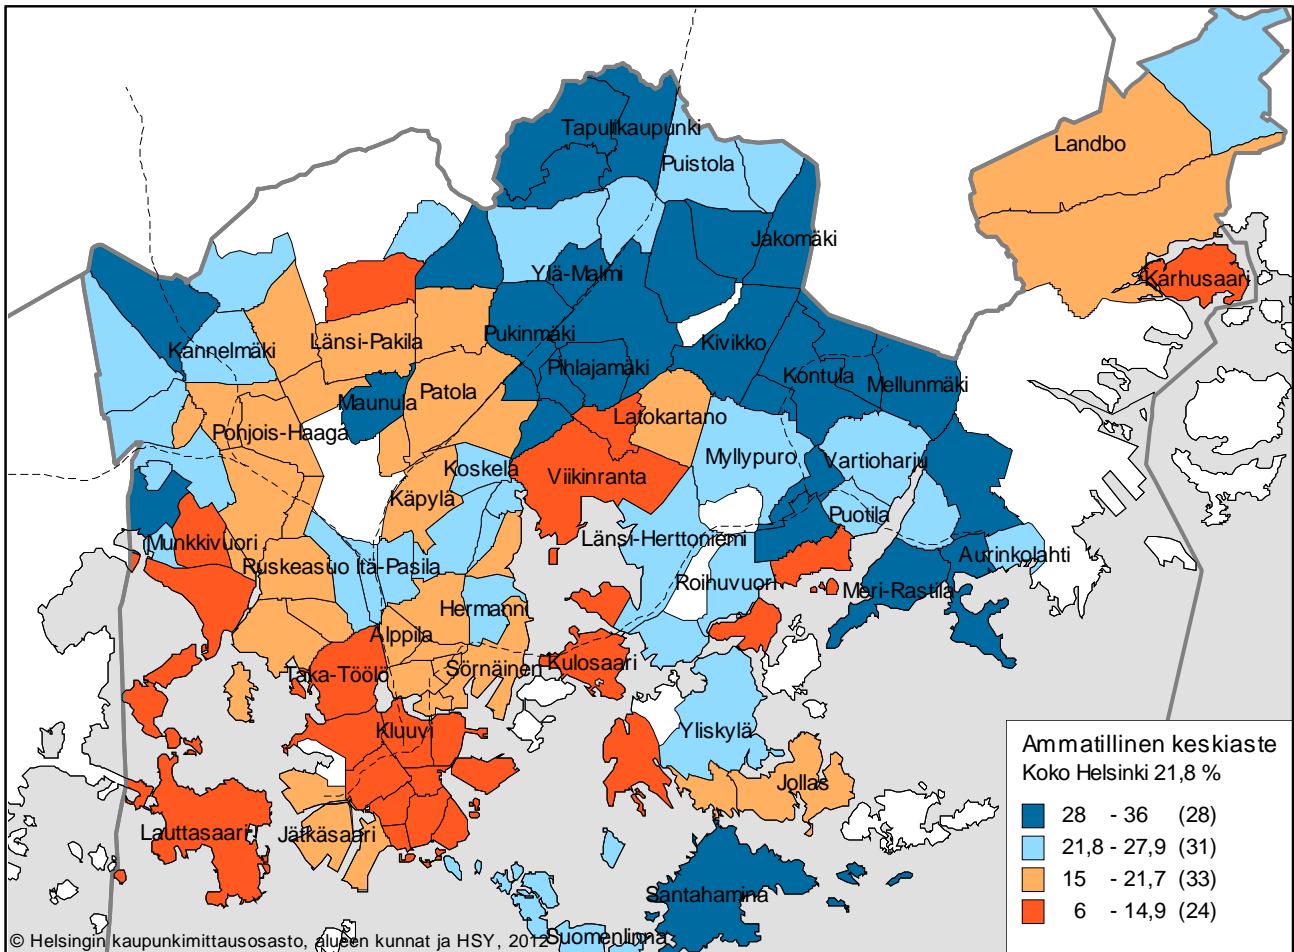 Tapulikaupunki
Landbo
Puistola
Jakomäki
Ylä-Malmi
Karhusaari
Pukinmäki
Länsi-Pakila
Kivikko
Kannelmäki
Pihlajamäki
Kontula
Mellunmäki
Patola
Maunula
Latokartano
Pohjois-Haaga
Myllypuro
Vartioharju
Koskela
Viikinranta
Käpylä
Puotila
Länsi-Herttoniemi
Munkkivuori
Aurinkolahti
Ruskeasuo
Itä-Pasila
Roihuvuori
Meri-Rastila
Hermanni
Alppila
Kulosaari
Sörnäinen
Taka-Töölö
Kluuvi
Yliskylä
Jollas
Lauttasaari
Jätkäsaari
Santahamina
Suomenlinna
Ammatillinen keskiaste
Koko Helsinki 21,8 %
28 - 36 (28)
21,8 - 27,9 (31)
15 - 21,7 (33)
6 - 14,9 (24)
© Helsingin kaupunkimittausosasto, alueen kunnat ja HSY, 2012